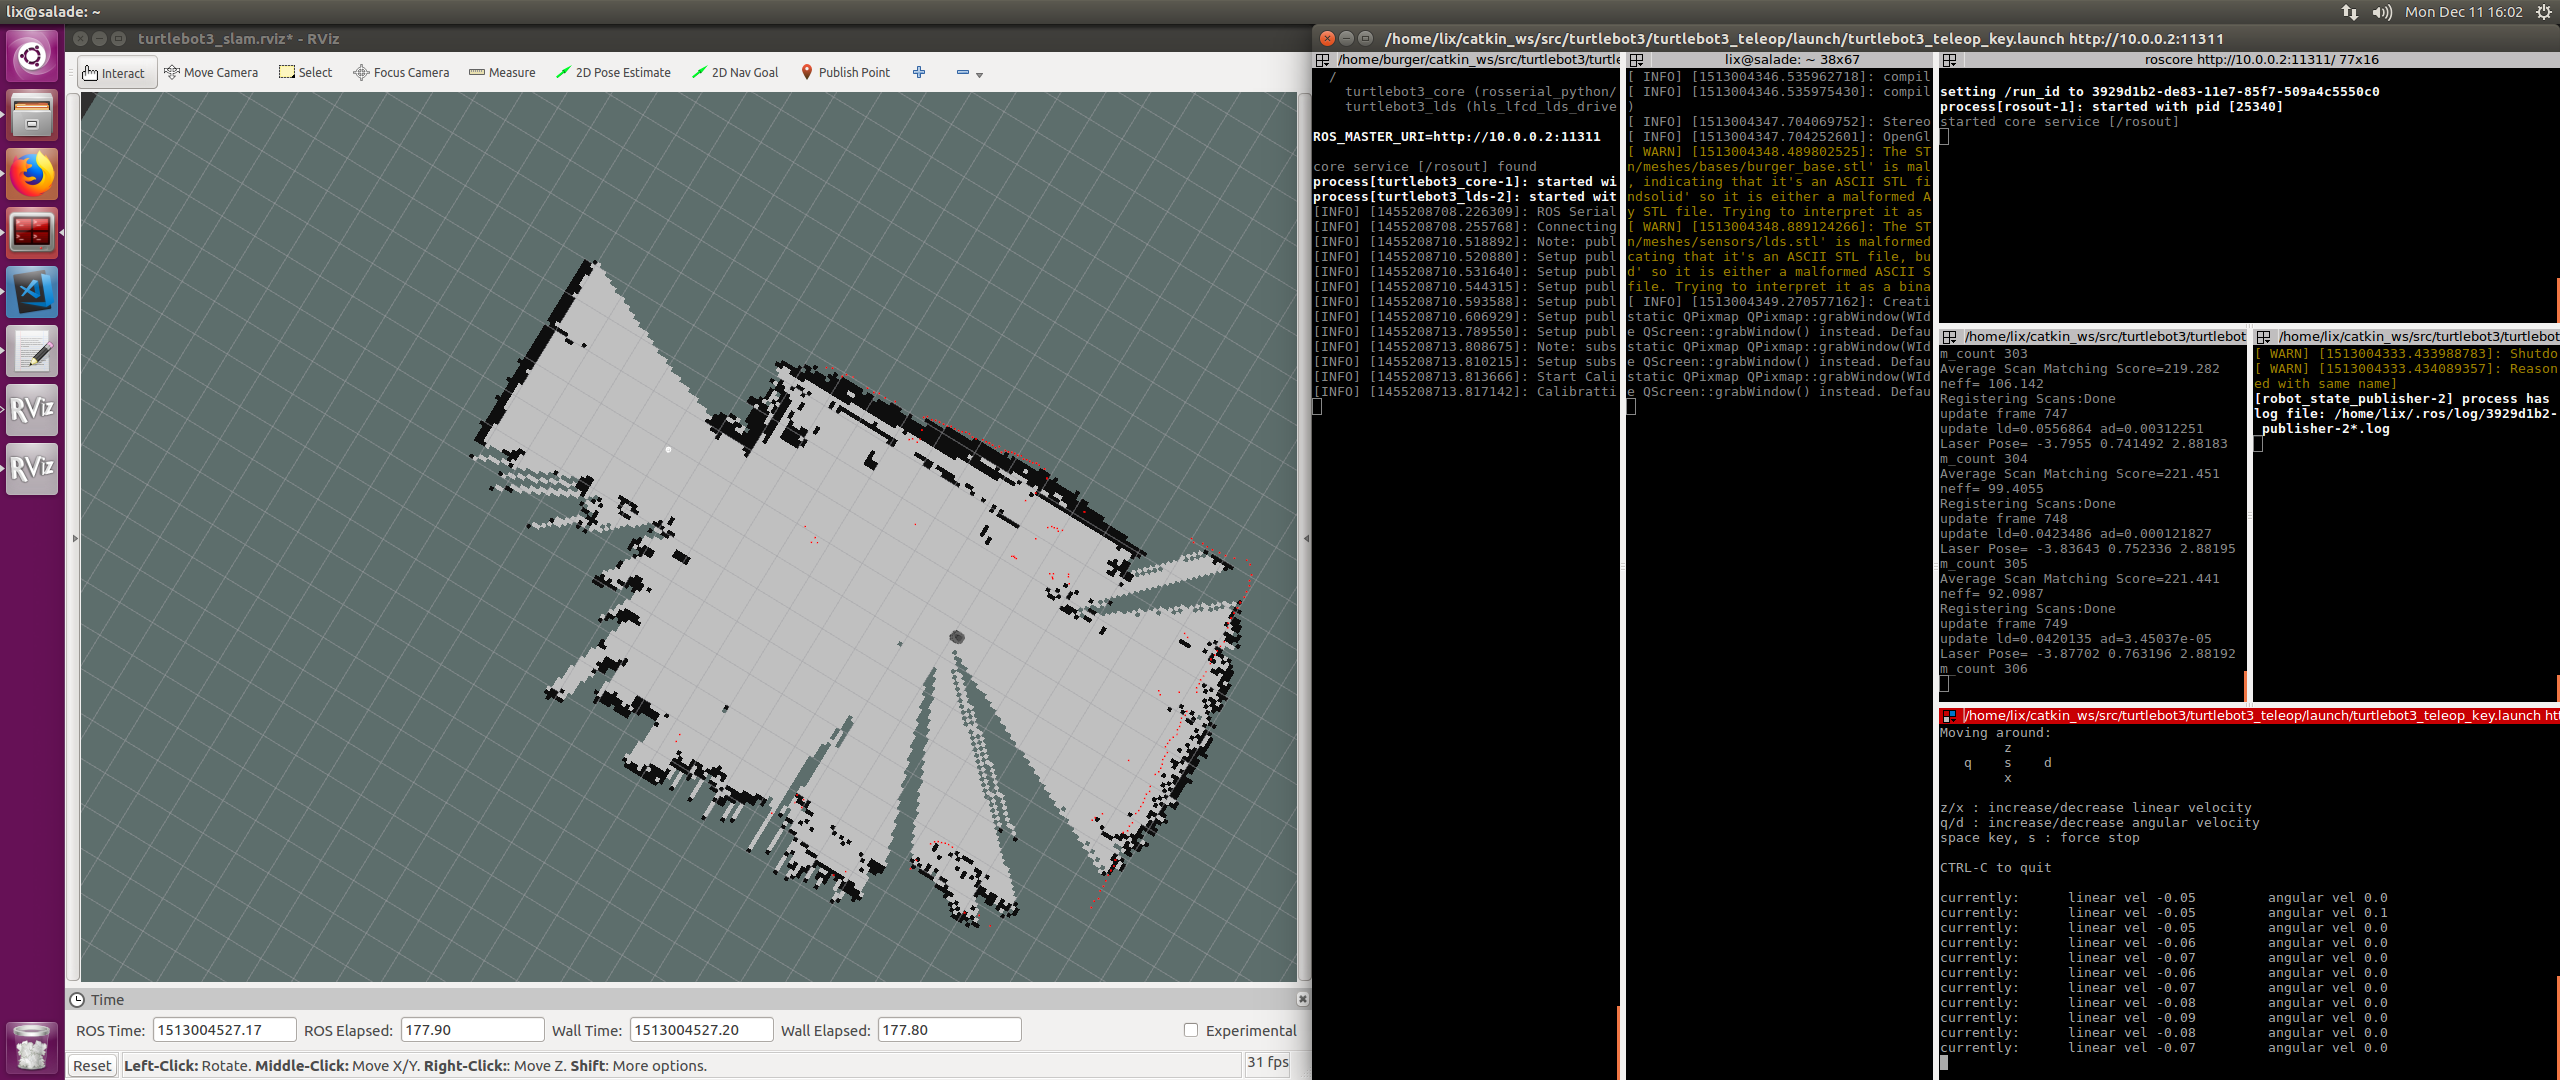 lix@salade: ~
Mon Dec 11 16:02
turtlebot3_slam.rviz* - RViz
Interact
Move Camera
Select
Focus Camera
Measure
2D Pose Estimate
2D Nav Goal
Publish Point
RViz
RViz
Time
ROS Time: 1513004527.17 ROS Elapsed: 177.90 Wall Time: 1513004527.20 Wall Elapsed: 177.80 Experimental
Reset Left-Click: Rotate. Middle-Click: Move X/Y. Right-Click:: Move Z. Shift: More options. 31 fps
/home/lix/catkin_ws/src/turtlebot3/turtlebot3_teleop/launch/turtlebot3_teleop_key.launch http://10.0.0.2:11311
/home/burger/catkin_ws/src/turtlebot3/turtle
/
turtlebot3_core (rosserial_python/
turtlebot3_lds (hls_lfcd_lds_drive
ROS_MASTER_URI=http://10.0.0.2:11311
core service [/rosout] found
process[turtlebot3_core-1]: started wi
process[turtlebot3_lds-2]: started wit
[INFO] [1455208708.226309]: ROS Serial
[INFO] [1455208708.255768]: Connecting
[INFO] [1455208710.518892]: Note: publ
[INFO] [1455208710.520880]: Setup publ
[INFO] [1455208710.531640]: Setup publ
[INFO] [1455208710.544315]: Setup publ
[INFO] [1455208710.593588]: Setup publ
[INFO] [1455208710.606929]: Setup publ
[INFO] [1455208713.789550]: Setup publ
[INFO] [1455208713.808675]: Note: subs
[INFO] [1455208713.810215]: Setup subs
[INFO] [1455208713.813666]: Start Cali
[INFO] [1455208713.817142]: Calibratti
lix@salade: ~ 38x67
[ INFO] [1513004346.535962718]: compil
[ INFO] [1513004346.535975430]: compil
)
[ INFO] [1513004347.704069752]: Stereo
[ INFO] [1513004347.704252601]: OpenGl
[ WARN] [1513004348.489802525]: The ST
n/meshes/bases/burger_base.stl' is mal
, indicating that it's an ASCII STL fi
ndsolid' so it is either a malformed A
y STL file. Trying to interpret it as
[ WARN] [1513004348.889124266]: The ST
n/meshes/sensors/lds.stl' is malformed
cating that it's an ASCII STL file, bu
d' so it is either a malformed ASCII S
file. Trying to interpret it as a bina
[ INFO] [1513004349.270577162]: Creati
static QPixmap QPixmap::grabWindow(WId
e QScreen::grabWindow() instead. Defau
static QPixmap QPixmap::grabWindow(WId
e QScreen::grabWindow() instead. Defau
static QPixmap QPixmap::grabWindow(WId
e QScreen::grabWindow() instead. Defau
roscore http://10.0.0.2:11311/ 77x16
setting /run_id to 3929d1b2-de83-11e7-85f7-509a4c5550c0
process[rosout-1]: started with pid [25340]
started core service [/rosout]
/home/lix/catkin_ws/src/turtlebot3/turtlebot
m_count 303
Average Scan Matching Score=219.282
neff= 106.142
Registering Scans:Done
update frame 747
update ld=0.0556864 ad=0.00312251
Laser Pose= -3.7955 0.741492 2.88183
m_count 304
Average Scan Matching Score=221.451
neff= 99.4055
Registering Scans:Done
update frame 748
update ld=0.0423486 ad=0.000121827
Laser Pose= -3.83643 0.752336 2.88195
m_count 305
Average Scan Matching Score=221.441
neff= 92.0987
Registering Scans:Done
update frame 749
update ld=0.0420135 ad=3.45037e-05
Laser Pose= -3.87702 0.763196 2.88192
m_count 306
/home/lix/catkin_ws/src/turtlebot3/turtlebot
[ WARN] [1513004333.433988783]: Shutdo
[ WARN] [1513004333.434089357]: Reason
ed with same name]
[robot_state_publisher-2] process has
log file: /home/lix/.ros/log/3929d1b2-
_publisher-2*.log
/home/lix/catkin_ws/src/turtlebot3/turtlebot3_teleop/launch/turtlebot3_teleop_key.launch htt
Moving around:
z
q s d
x
z/x : increase/decrease linear velocity
q/d : increase/decrease angular velocity
space key, s : force stop
CTRL-C to quit
currently: linear vel -0.05 angular vel 0.0
currently: linear vel -0.05 angular vel 0.1
currently: linear vel -0.05 angular vel 0.0
currently: linear vel -0.06 angular vel 0.0
currently: linear vel -0.07 angular vel 0.0
currently: linear vel -0.06 angular vel 0.0
currently: linear vel -0.07 angular vel 0.0
currently: linear vel -0.08 angular vel 0.0
currently: linear vel -0.09 angular vel 0.0
currently: linear vel -0.08 angular vel 0.0
currently: linear vel -0.07 angular vel 0.0